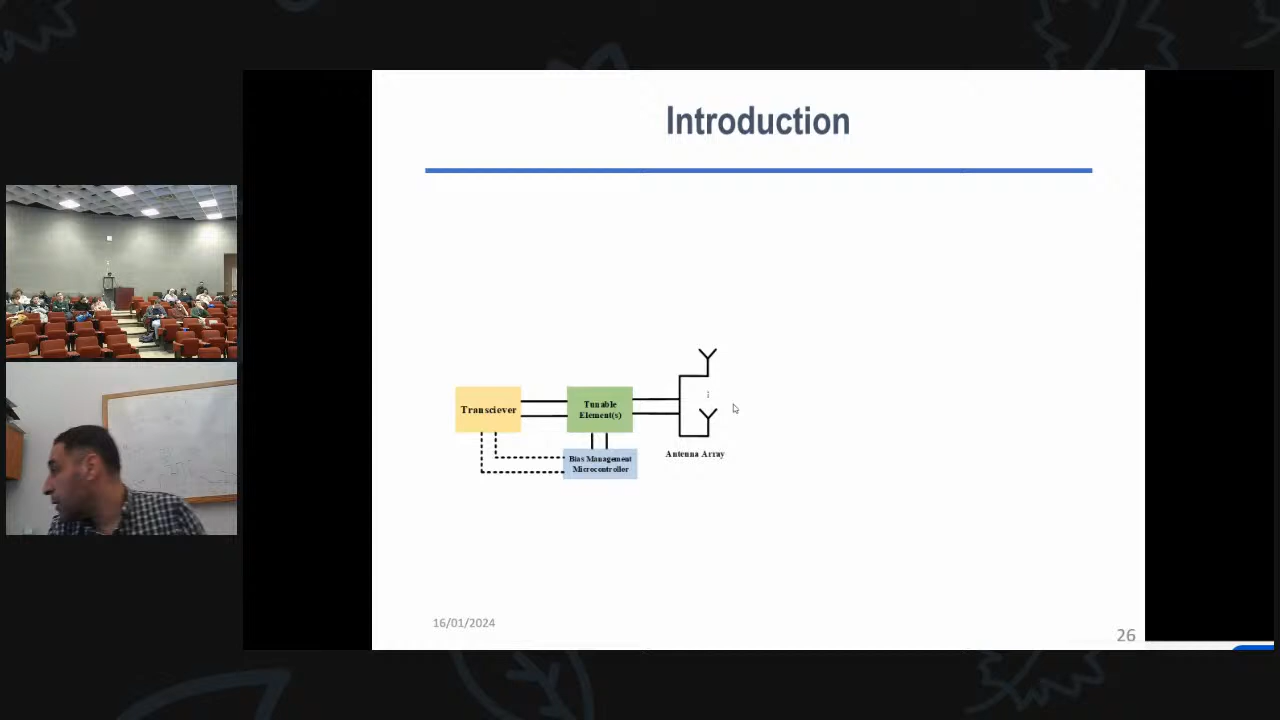 Introduction
Transciever
Tunable
Element(s)
Bias Management
Microcontroller
Antenna Array
16/01/2024
26